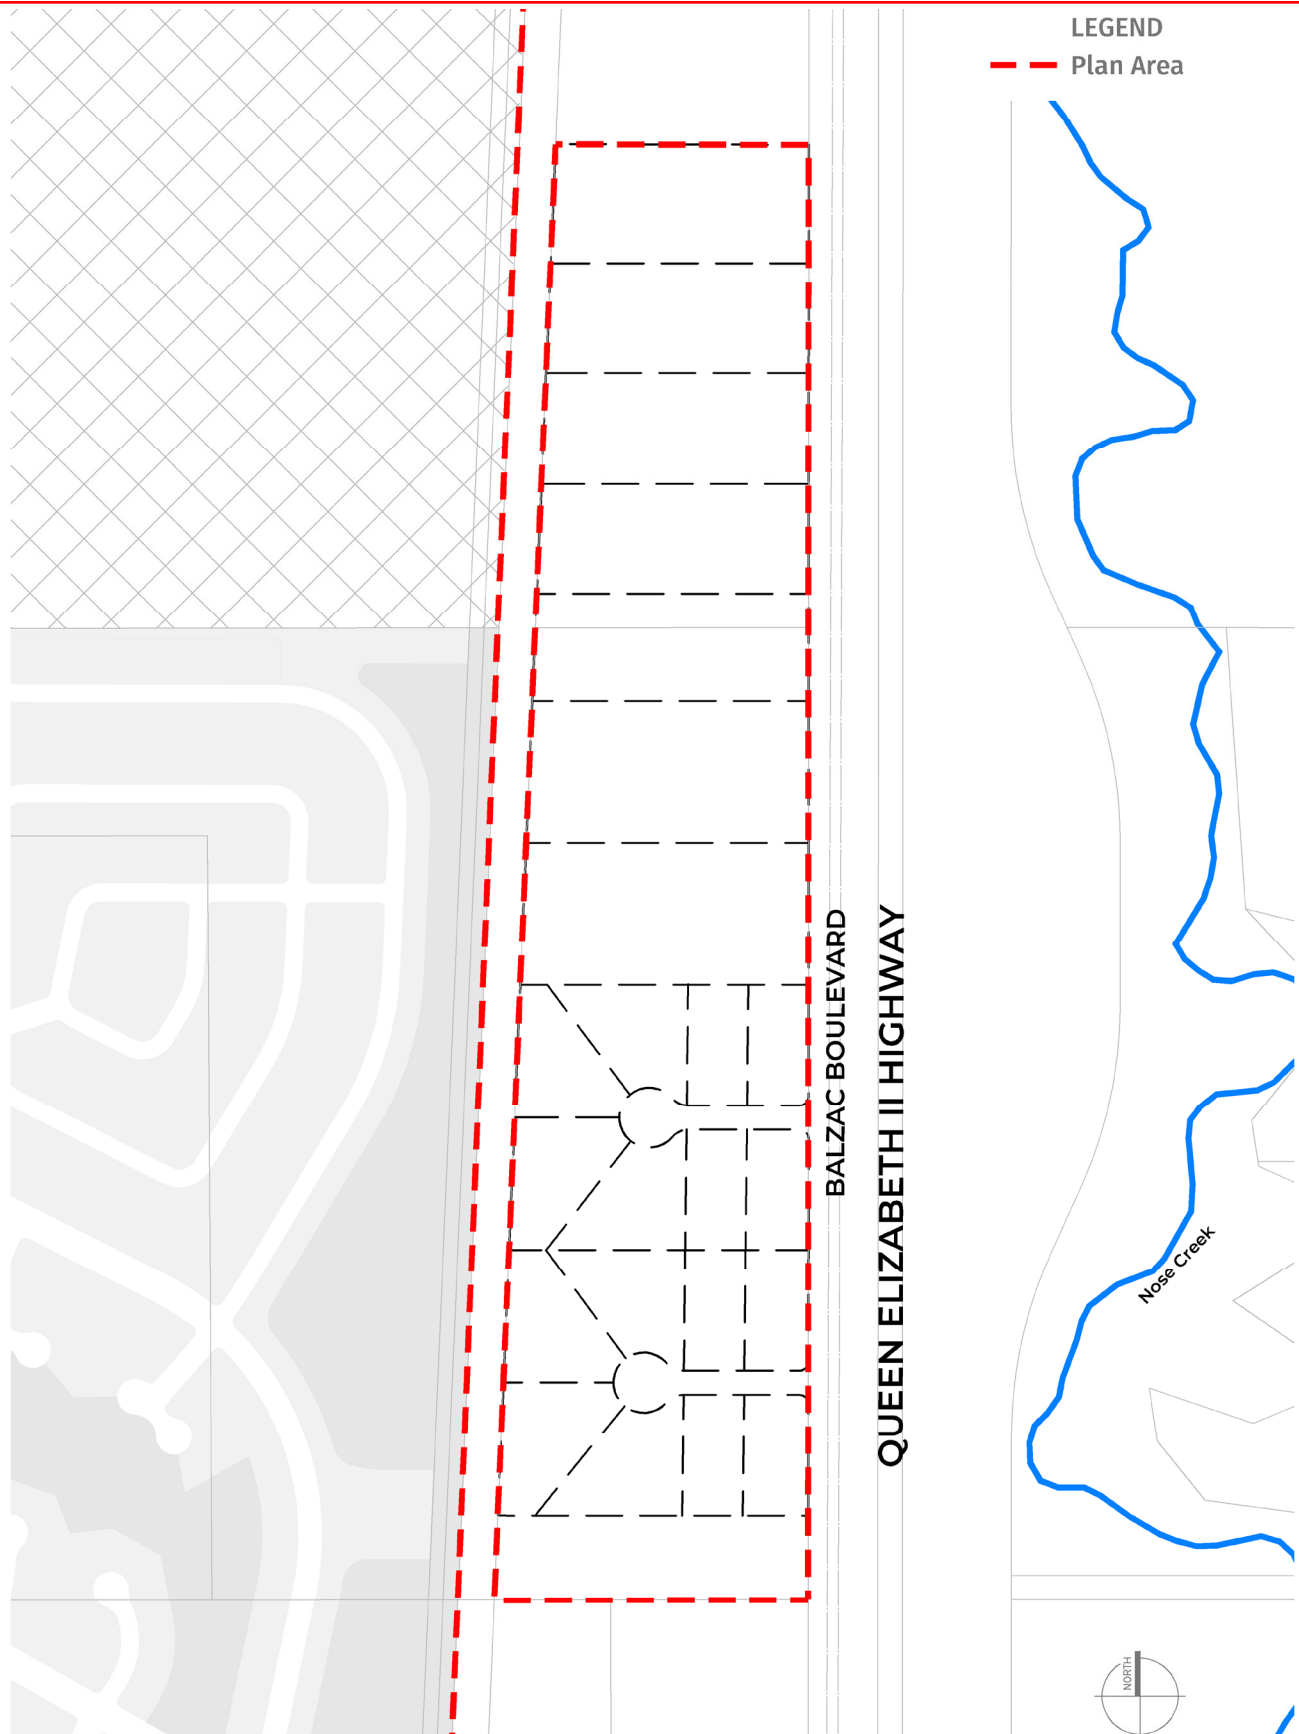 LEGEND
Plan Area
BALZAC BOULEVARD
QUEEN ELIZABETH II HIGHWAY
Nose Creek
NORTH